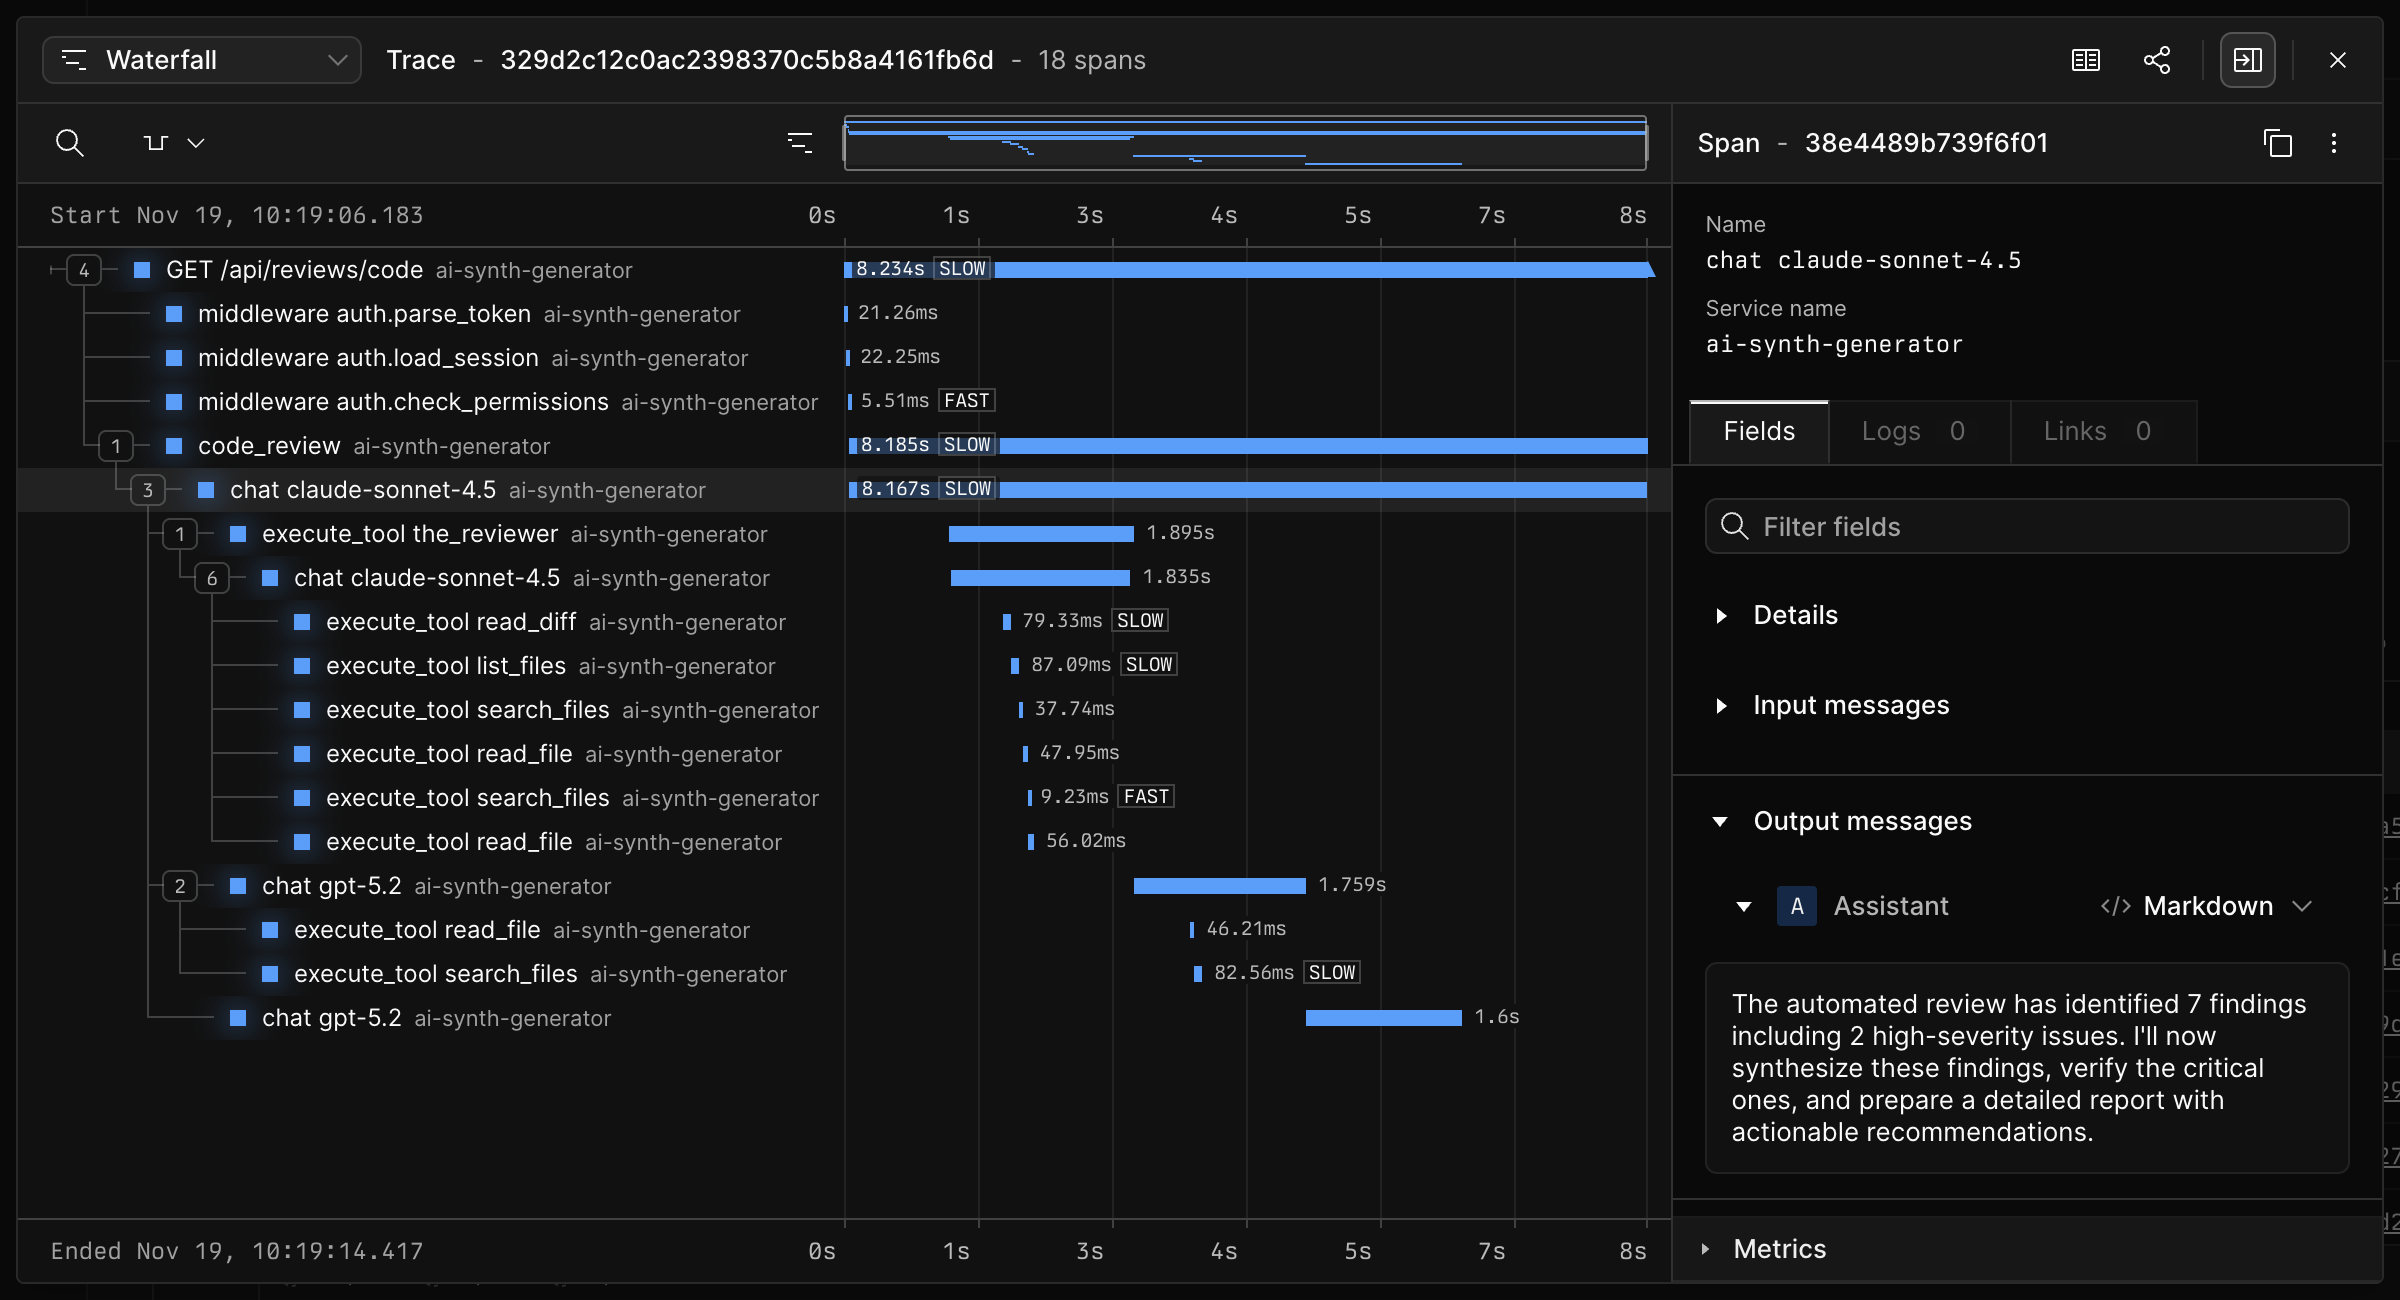 Waterfall
Trace - 329d2c12c0ac2398370c5b8a4161fb6d - 18 spans
Start Nov 19, 10:19:06.183 0s 1s 3s 4s 5s 7s 8s
4 GET /api/reviews/code ai-synth-generator 8.234s SLOW
middleware auth.parse_token ai-synth-generator 21.26ms
middleware auth.load_session ai-synth-generator 22.25ms
middleware auth.check_permissions ai-synth-generator 5.51ms FAST
1 code_review ai-synth-generator 8.185s SLOW
3 chat claude-sonnet-4.5 ai-synth-generator 8.167s SLOW
1 execute_tool the_reviewer ai-synth-generator 1.895s
6 chat claude-sonnet-4.5 ai-synth-generator 1.835s
execute_tool read_diff ai-synth-generator 79.33ms SLOW
execute_tool list_files ai-synth-generator 87.09ms SLOW
execute_tool search_files ai-synth-generator 37.74ms
execute_tool read_file ai-synth-generator 47.95ms
execute_tool search_files ai-synth-generator 9.23ms FAST
execute_tool read_file ai-synth-generator 56.02ms
2 chat gpt-5.2 ai-synth-generator 1.759s
execute_tool read_file ai-synth-generator 46.21ms
execute_tool search_files ai-synth-generator 82.56ms SLOW
chat gpt-5.2 ai-synth-generator 1.6s
Ended Nov 19, 10:19:14.417 0s 1s 3s 4s 5s 7s 8s
Span - 38e4489b739f6f01
Name
chat claude-sonnet-4.5
Service name
ai-synth-generator
Fields Logs 0 Links 0
Filter fields
Details
Input messages
Output messages
A Assistant </> Markdown
The automated review has identified 7 findings
including 2 high-severity issues. I'll now
synthesize these findings, verify the critical
ones, and prepare a detailed report with
actionable recommendations.
Metrics